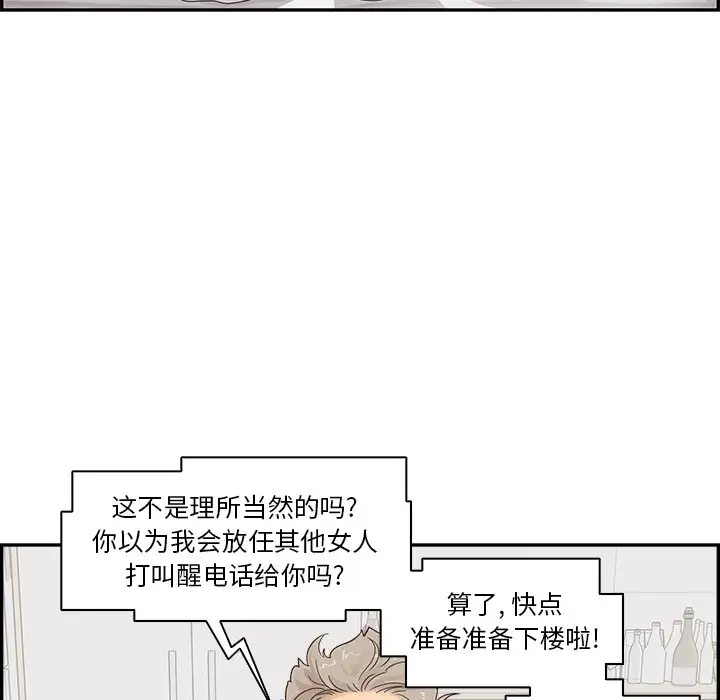 这不是理所当然的吗?
你以为我会放任其他女人
打叫醒电话给你吗?
算了, 快点
准备准备下楼啦!